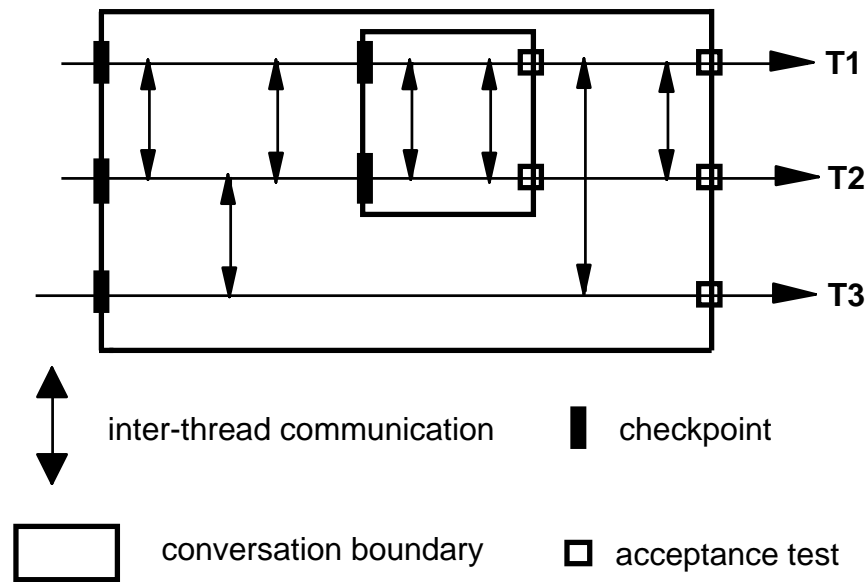 T1
T2
T3
inter-thread communication
checkpoint
conversation boundary
acceptance test